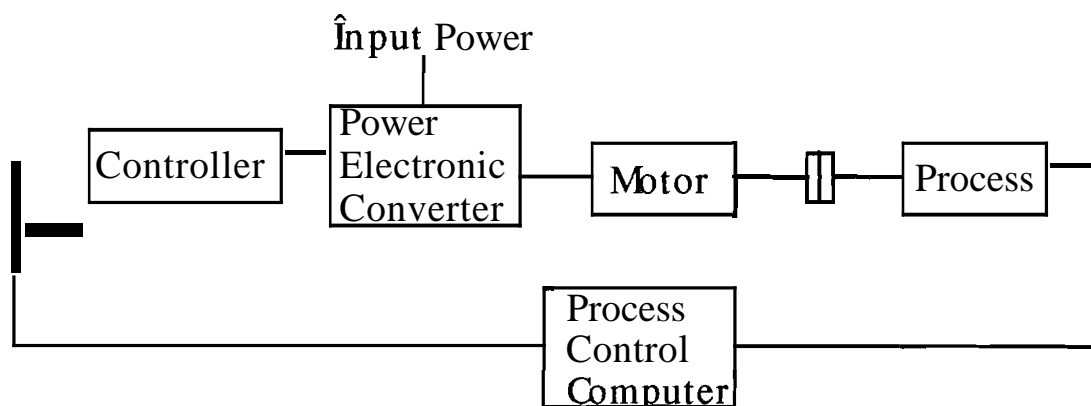 Înput Power
Controller
Power
Electronic
Converter
Motor
Process
Process
Control
Computer